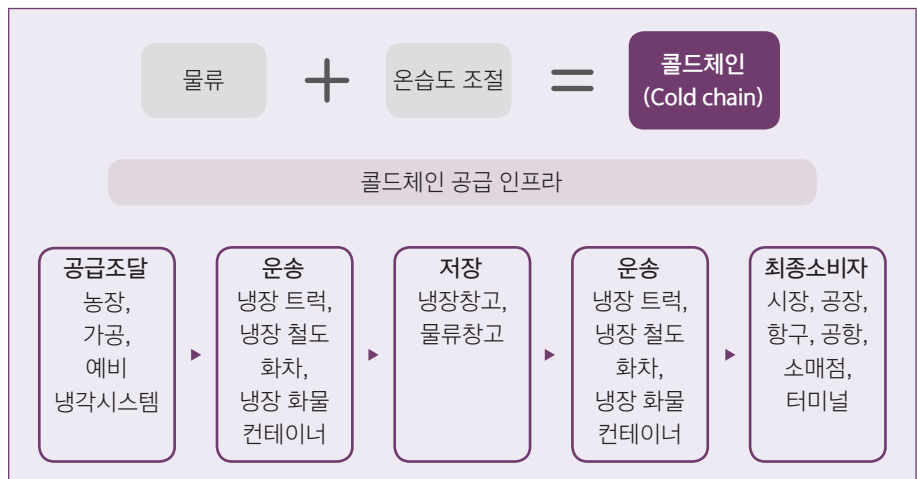 물류
+
온습도 조절
=
콜드체인
(Cold chain)
콜드체인 공급 인프라
공급조달
농장,
가공,
예비
냉각시스템
운송
냉장 트럭,
냉장 철도
화차,
냉장 화물
컨테이너
저장
냉장창고,
물류창고
운송
냉장 트럭,
냉장 철도
화차,
냉장 화물
컨테이너
최종소비자
시장, 공장,
항구, 공항,
소매점,
터미널